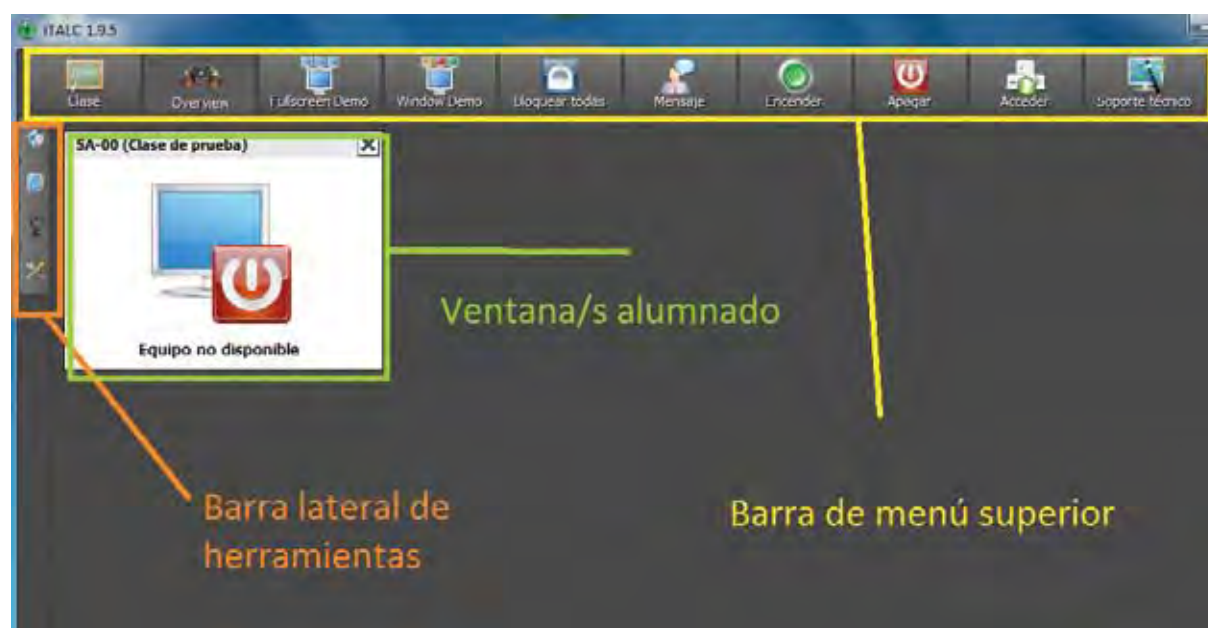 iTALC 1.9.5
Clase
Overview
Fullscreen Demo
Window Demo
Bloquear todas
Mensaje
Encender
Apagar
Acceder
Soporte técnico
SA-00 (Clase de prueba)
Equipo no disponible
Ventana/s alumnado
Barra lateral de
herramientas
Barra de menú superior